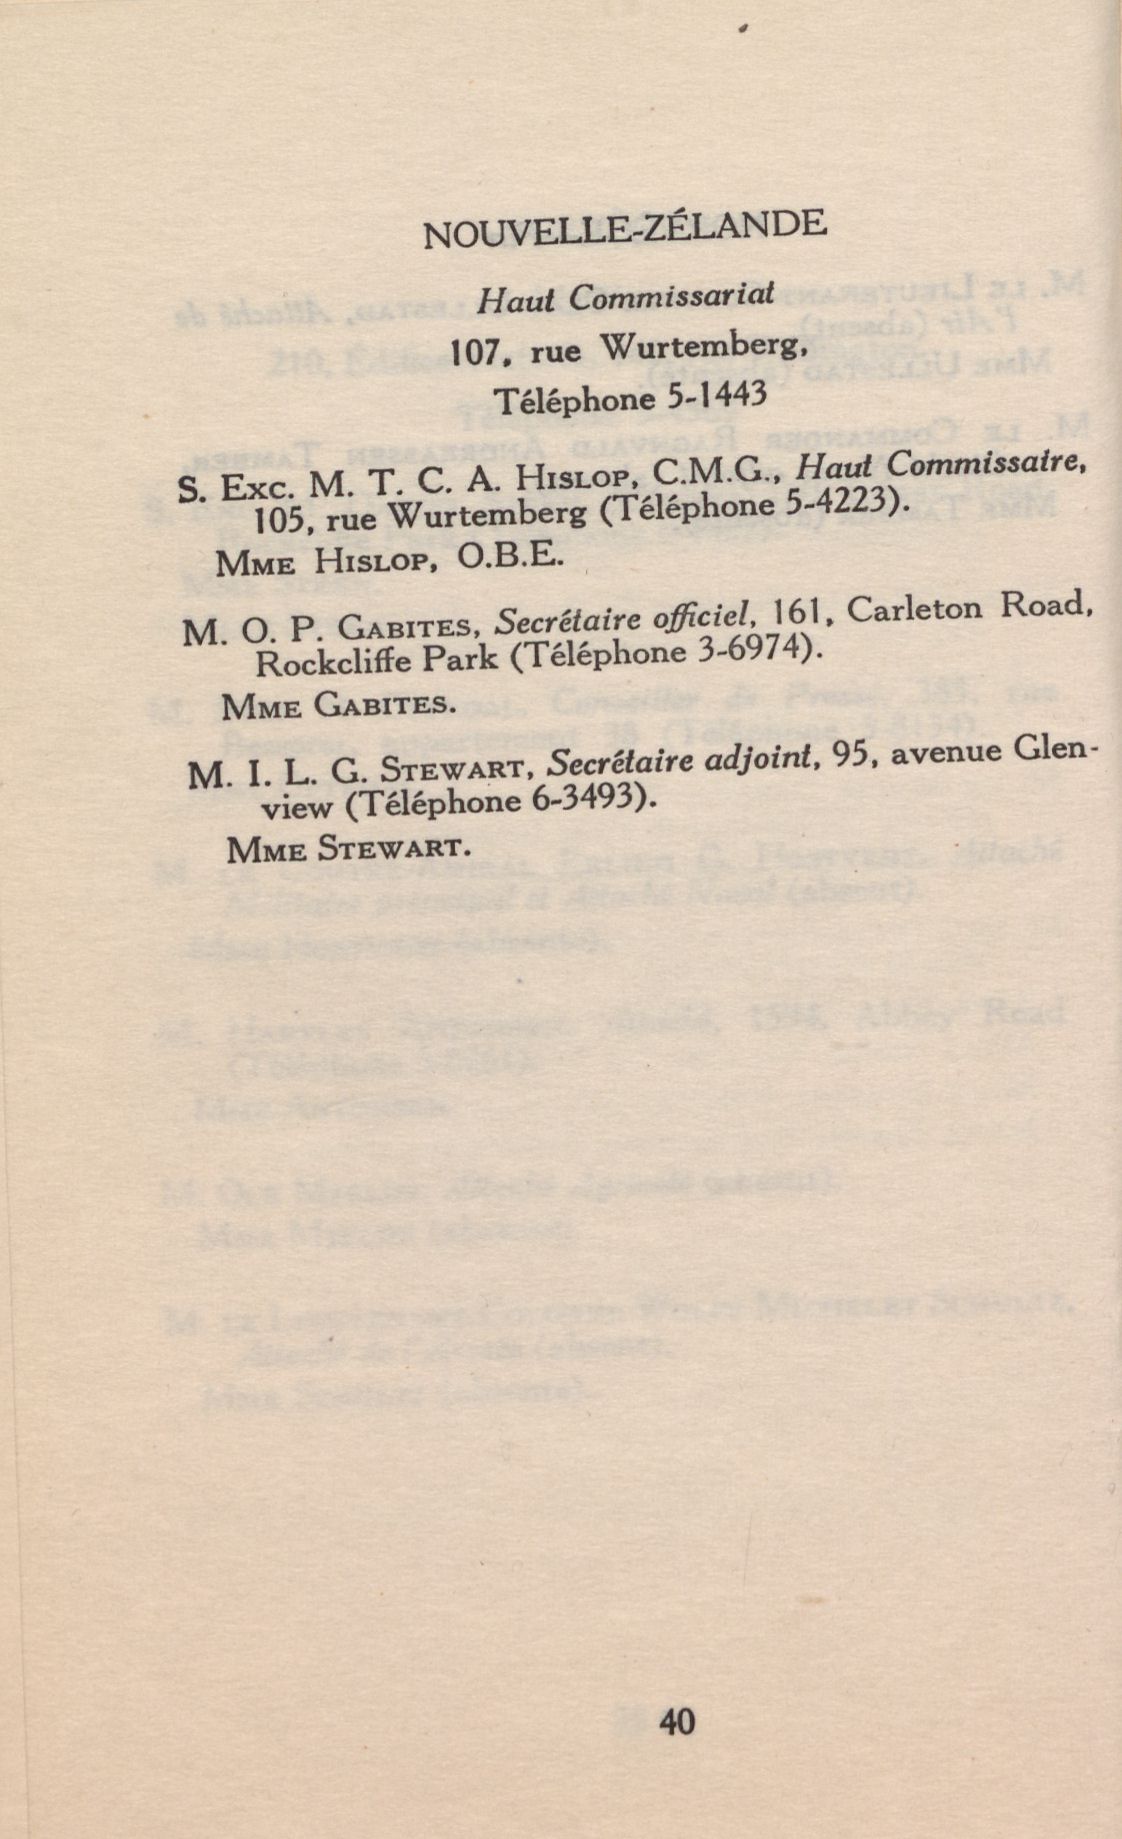 NOUVELLE-ZÉLANDE
Haut Commissariat
107, rue Wurtemberg,
Téléphone 5-1443
S. Exc. M. T. C. A. Hislop, C.M.G., Haut Commissaire,
105, rue Wurtemberg (Téléphone 5-4223).
Mme Hislop, O.B.E.
M. O. P. Gabites, Secrétaire officiel, 161, Carleton Road,
Rockcliffe Park (Téléphone 3-6974).
Mme Gabites.
M. I. L. G. Stewart, Secrétaire adjoint, 95, avenue Glen-
view (Téléphone 6-3493).
Mme Stewart.
40